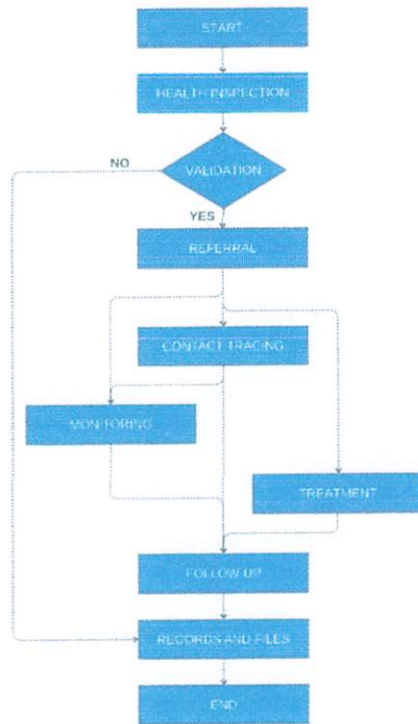 START
HEALTH INSPECTION
NO
VALIDATION
YES
REFERRAL
CONTACT TRACING
MONITORING
TREATMENT
FOLLOW UP
RECORDS AND FILES
END